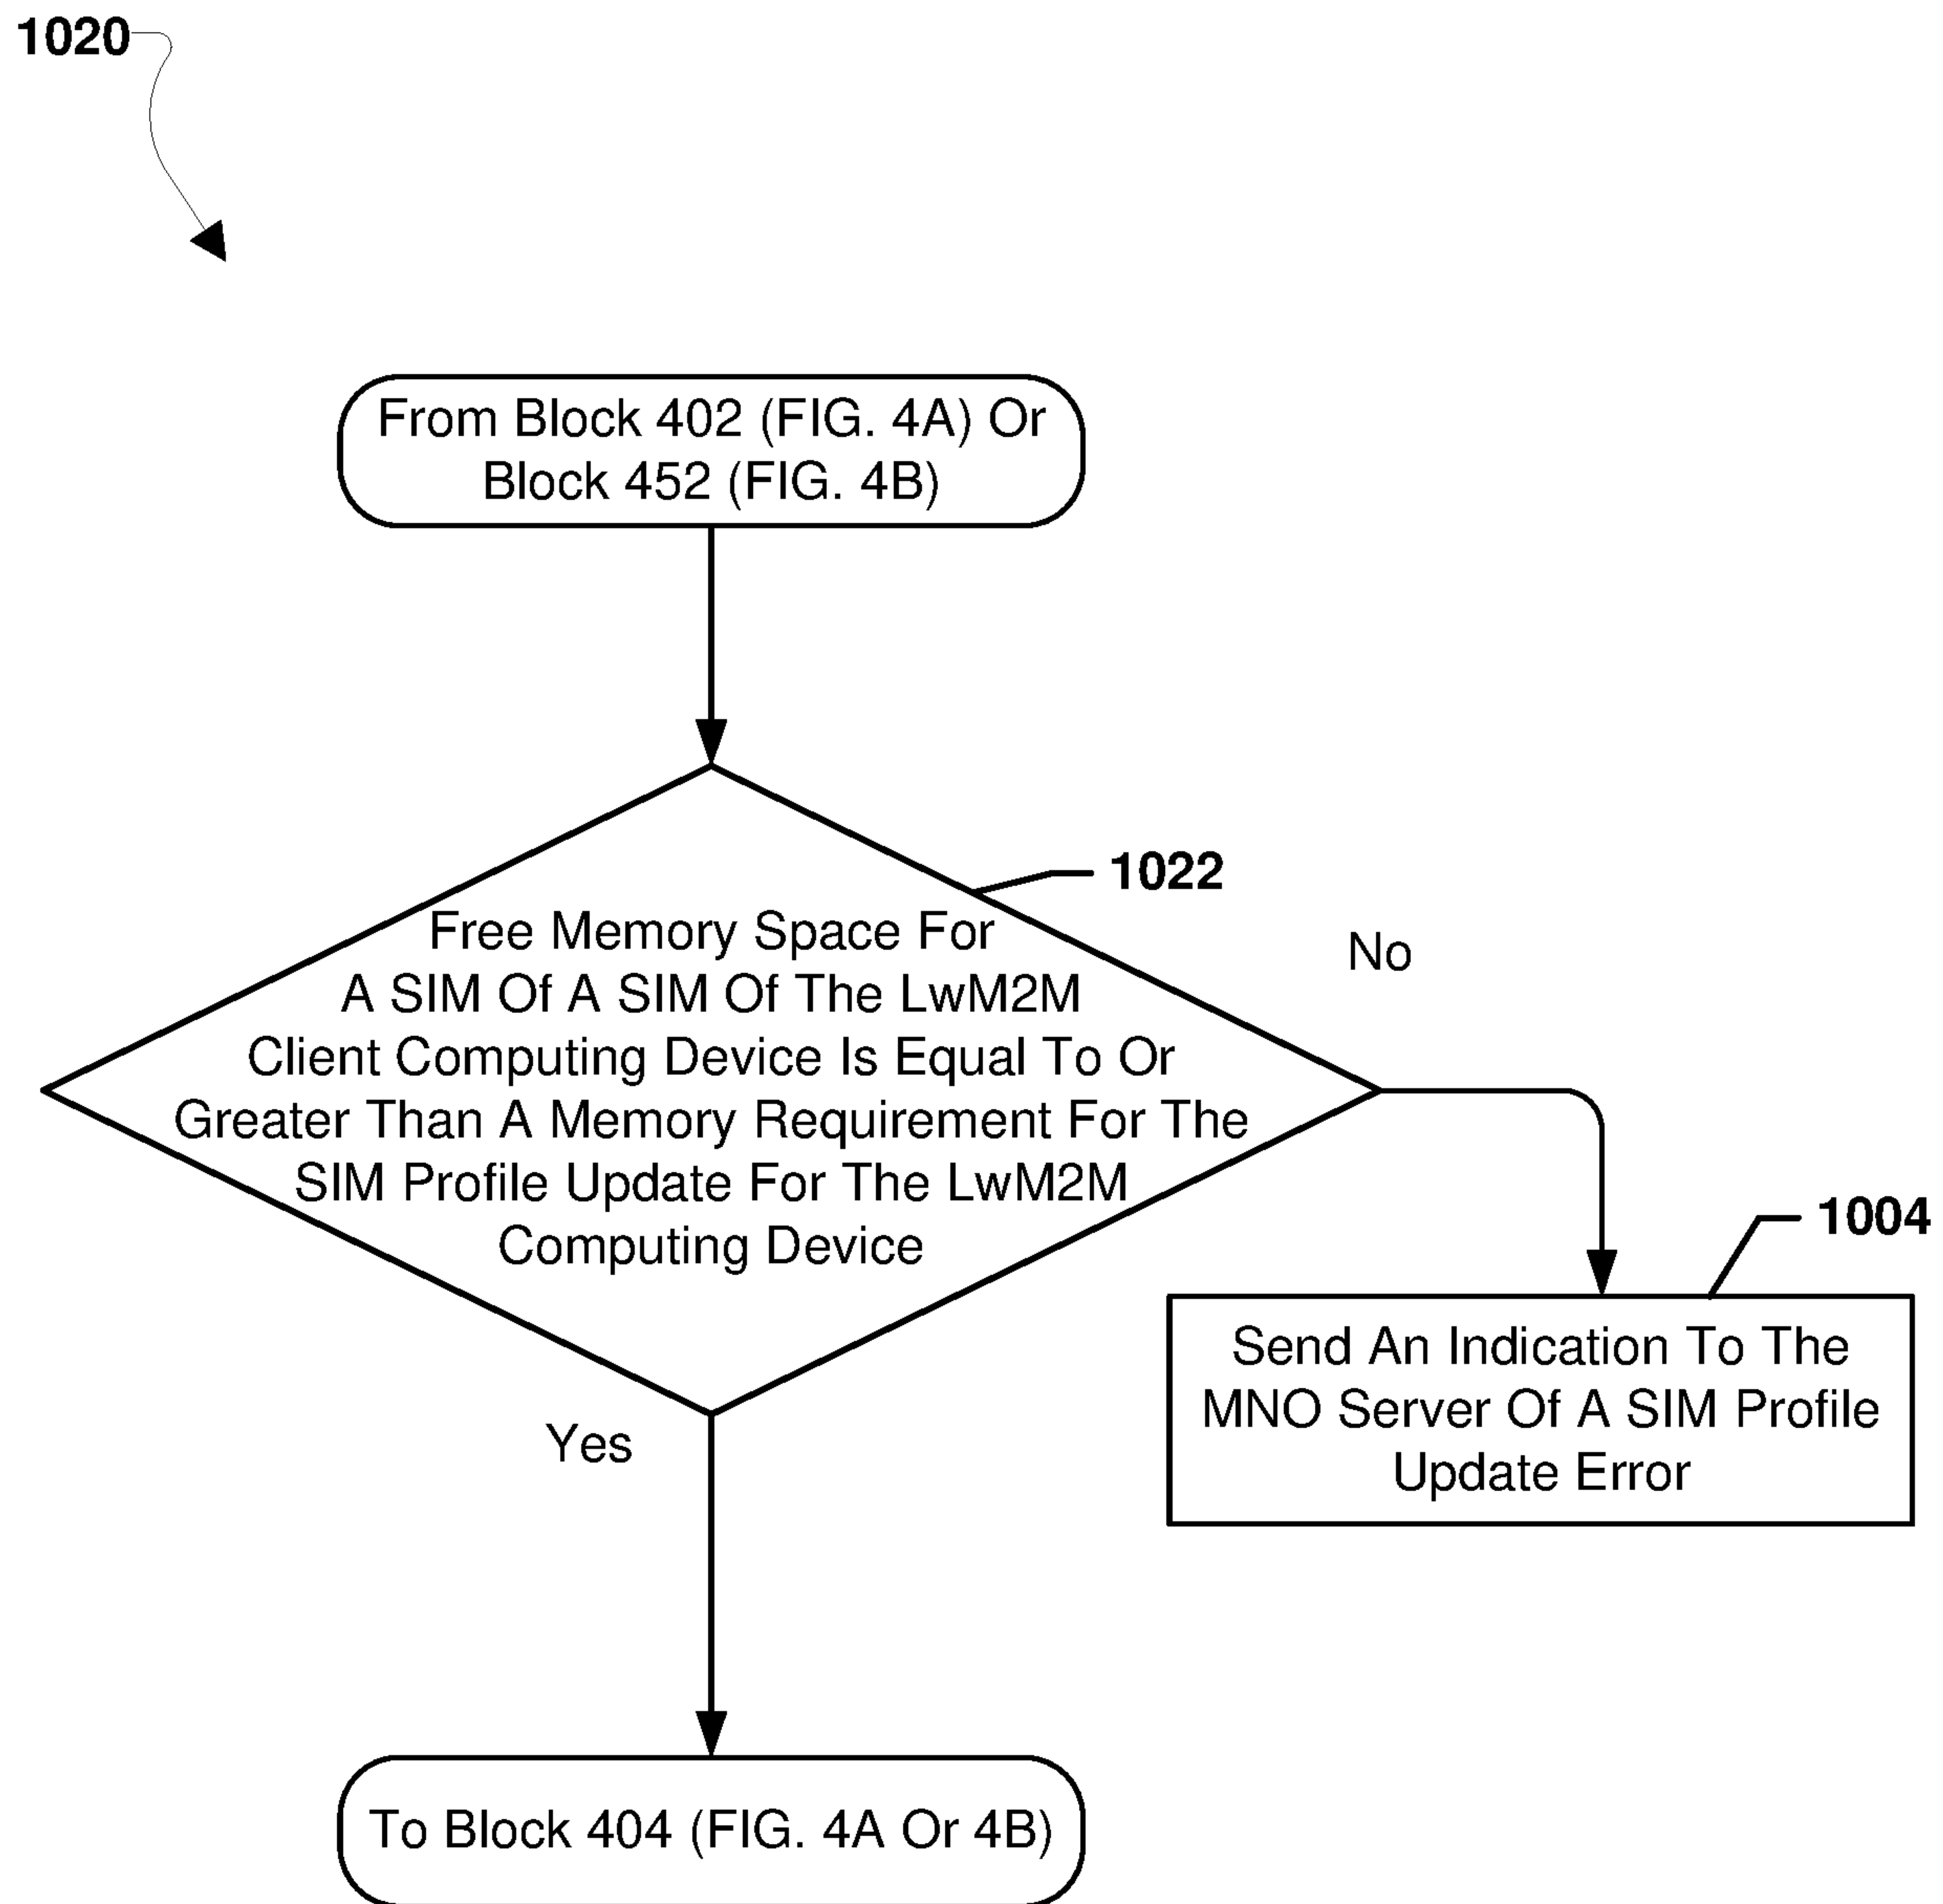 1020
From Block 402 (FIG. 4A) Or
Block 452 (FIG. 4B)
1022
Free Memory Space For
A SIM Of A SIM Of The LwM2M
Client Computing Device Is Equal To Or
Greater Than A Memory Requirement For The
SIM Profile Update For The LwM2M
Computing Device
No
1004
Send An Indication To The
MNO Server Of A SIM Profile
Update Error
Yes
To Block 404 (FIG. 4A Or 4B)